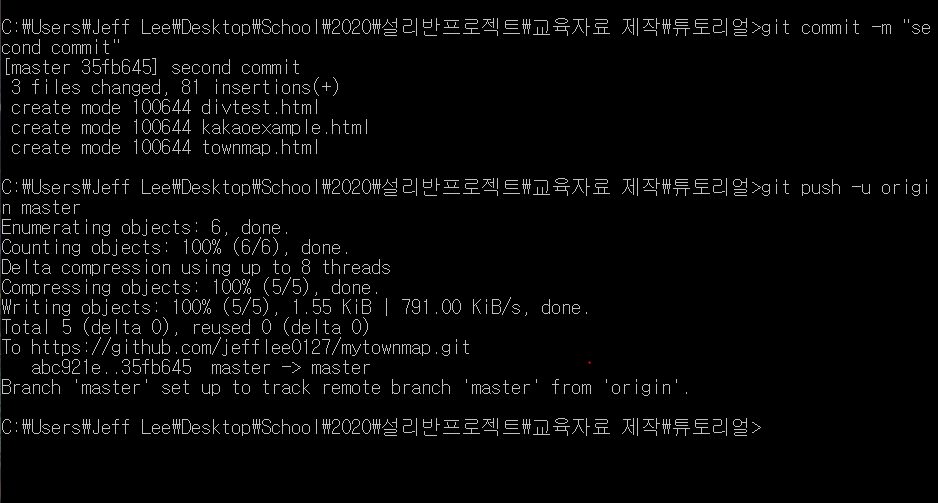 C:\Users\Jeff Lee\Desktop\School\2020\설리반프로젝트\교육자료 제작\튜토리얼>git commit -m "se
cond commit"
[master 35fb645] second commit
 3 files changed, 81 insertions(+)
 create mode 100644 divtest.html
 create mode 100644 kakaoexample.html
 create mode 100644 townmap.html
C:\Users\Jeff Lee\Desktop\School\2020\설리반프로젝트\교육자료 제작\튜토리얼>git push -u origi
n master
Enumerating objects: 6, done.
Counting objects: 100% (6/6), done.
Delta compression using up to 8 threads
Compressing objects: 100% (5/5), done.
Writing objects: 100% (5/5), 1.55 KiB | 791.00 KiB/s, done.
Total 5 (delta 0), reused 0 (delta 0)
To https://github.com/jefflee0127/mytownmap.git
   abc921e..35fb645  master -> master
Branch 'master' set up to track remote branch 'master' from 'origin'.
C:\Users\Jeff Lee\Desktop\School\2020\설리반프로젝트\교육자료 제작\튜토리얼>